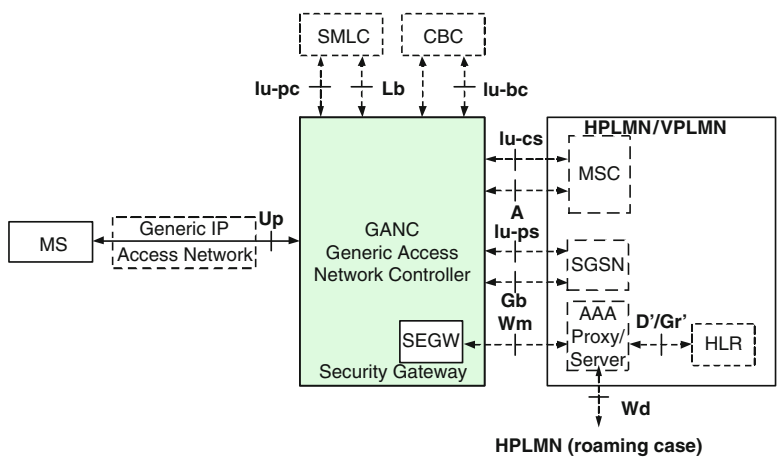 SMLC
CBC
Iu-pc
Lb
Iu-bc
HPLMN/VPLMN
Iu-cs
MSC
A
Iu-ps
Up
Generic IP
Access Network
MS
GANC
Generic Access
Network Controller
SGSN
Gb
Wm
AAA
Proxy/
Server
D'/Gr'
HLR
SEGW
Security Gateway
Wd
HPLMN (roaming case)